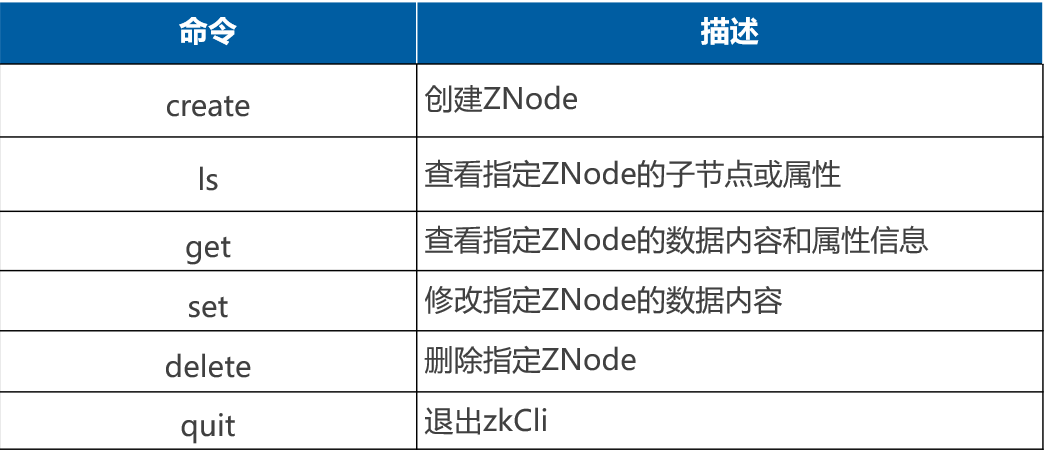 命令 描述
create 创建ZNode
ls 查看指定ZNode的子节点或属性
get 查看指定ZNode的数据内容和属性信息
set 修改指定ZNode的数据内容
delete 删除指定ZNode
quit 退出zkCli